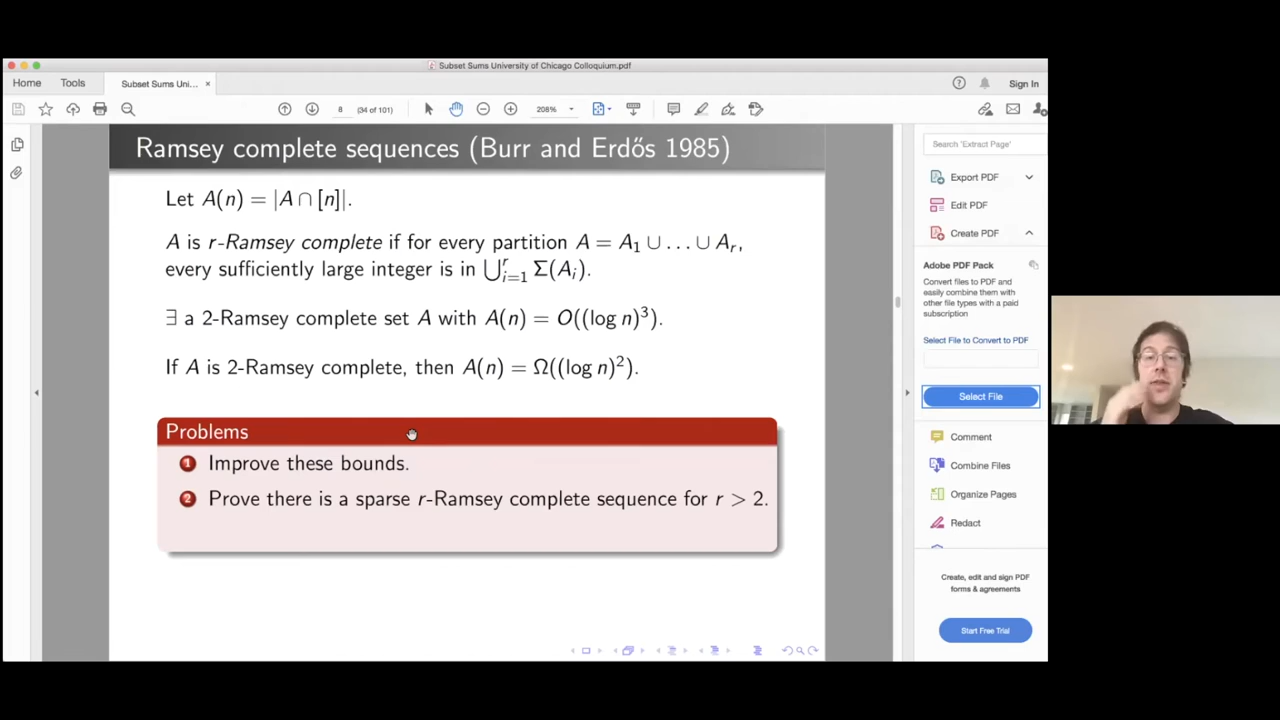 Subset Sums University of Chicago Colloquium.pdf
Home Tools Subset Sums Uni... × Sign In
8 (34 of 101) 208%
Ramsey complete sequences (Burr and Erdős 1985)
Let A(n) = |A ∩ [n]|.
A is r-Ramsey complete if for every partition A = A₁ ∪ . . . ∪ Aᵣ,
every sufficiently large integer is in ⋃ᵢ₌₁ʳ Σ(Aᵢ).
∃ a 2-Ramsey complete set A with A(n) = O((log n)³).
If A is 2-Ramsey complete, then A(n) = Ω((log n)²).
Problems
1 Improve these bounds.
2 Prove there is a sparse r-Ramsey complete sequence for r > 2.
Search 'Extract Page'
Export PDF
Edit PDF
Create PDF
Adobe PDF Pack
Convert files to PDF and
easily combine them with
other file types with a paid
subscription
Select File to Convert to PDF
Select File
Comment
Combine Files
Organize Pages
Redact
Create, edit and sign PDF
forms & agreements
Start Free Trial